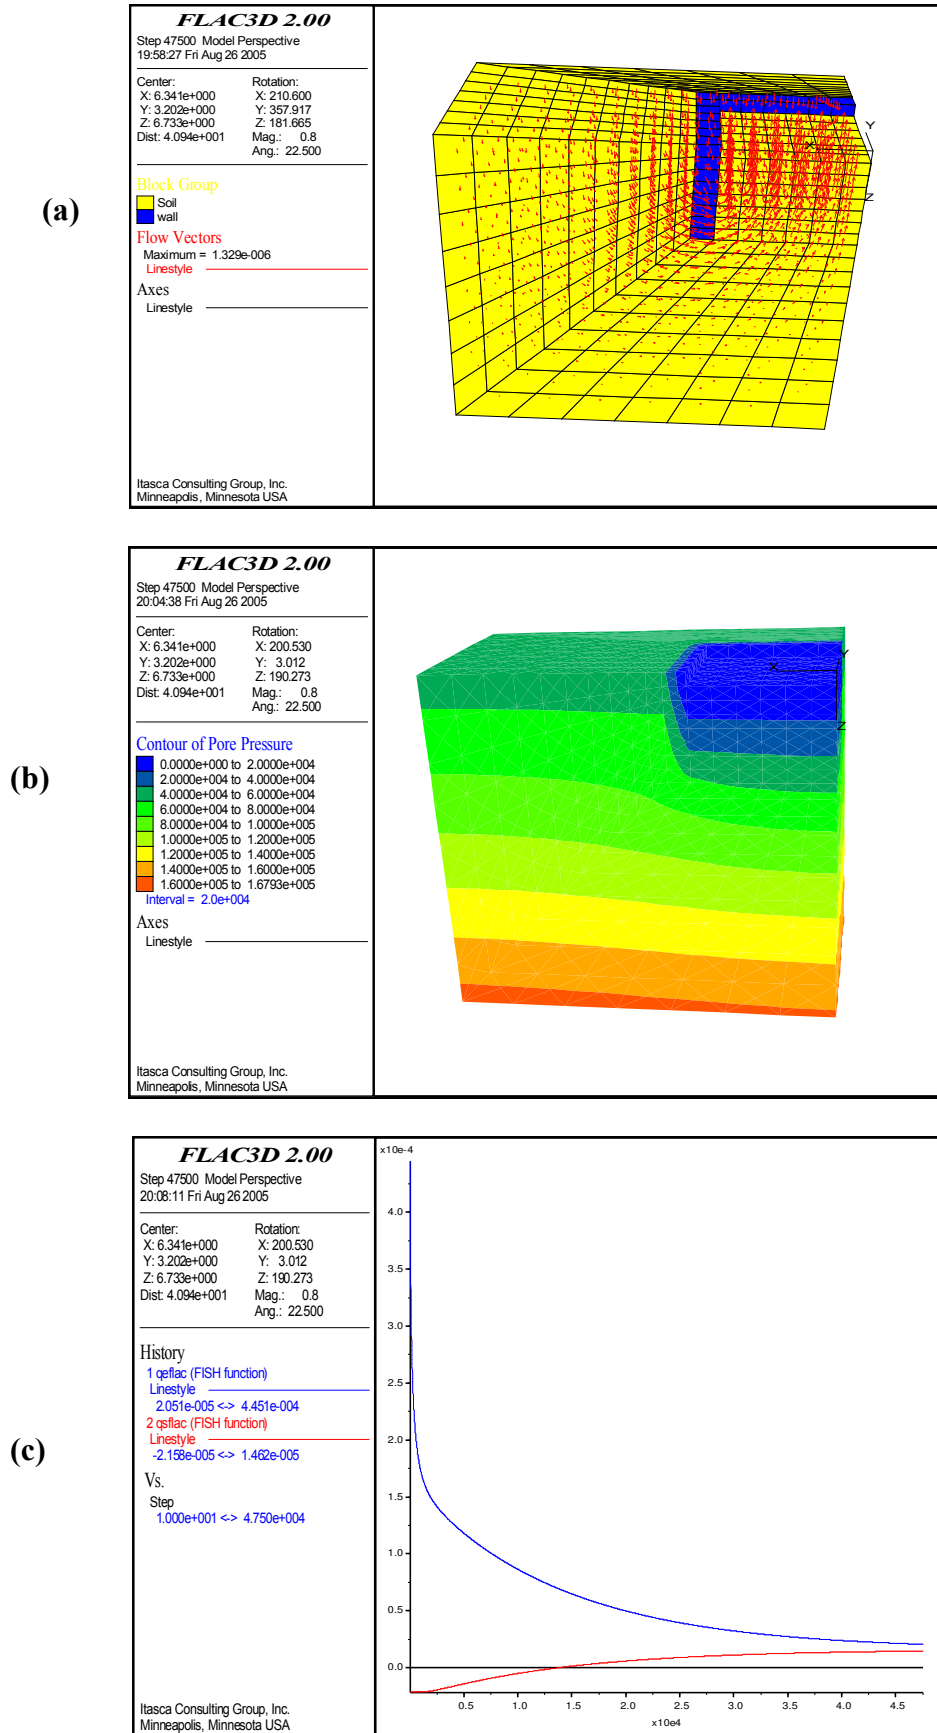 (a)
FLAC3D 2.00
Step 47500 Model Perspective
19:58:27 Fri Aug 26 2005
Center: Rotation:
X: 6.341e+000 X: 210.600
Y: 3.202e+000 Y: 357.917
Z: 6.733e+000 Z: 181.665
Dist: 4.094e+001 Mag.: 0.8
Ang.: 22.500
Block Group
Soil
wall
Flow Vectors
Maximum = 1.329e-006
Linestyle
Axes
Linestyle
Itasca Consulting Group, Inc.
Minneapolis, Minnesota USA
Y
X
Z
(b)
FLAC3D 2.00
Step 47500 Model Perspective
20:04:38 Fri Aug 26 2005
Center: Rotation:
X: 6.341e+000 X: 200.530
Y: 3.202e+000 Y: 3.012
Z: 6.733e+000 Z: 190.273
Dist: 4.094e+001 Mag.: 0.8
Ang.: 22.500
Contour of Pore Pressure
0.0000e+000 to 2.0000e+004
2.0000e+004 to 4.0000e+004
4.0000e+004 to 6.0000e+004
6.0000e+004 to 8.0000e+004
8.0000e+004 to 1.0000e+005
1.0000e+005 to 1.2000e+005
1.2000e+005 to 1.4000e+005
1.4000e+005 to 1.6000e+005
1.6000e+005 to 1.6793e+005
Interval = 2.0e+004
Axes
Linestyle
Itasca Consulting Group, Inc.
Minneapolis, Minnesota USA
Y
X
Z
(c)
FLAC3D 2.00
Step 47500 Model Perspective
20:08:11 Fri Aug 26 2005
Center: Rotation:
X: 6.341e+000 X: 200.530
Y: 3.202e+000 Y: 3.012
Z: 6.733e+000 Z: 190.273
Dist: 4.094e+001 Mag.: 0.8
Ang.: 22.500
History
1 qeflac (FISH function)
Linestyle
2.051e-005 <-> 4.451e-004
2 qsflac (FISH function)
Linestyle
-2.158e-005 <-> 1.462e-005
Vs.
Step
1.000e+001 <-> 4.750e+004
Itasca Consulting Group, Inc.
Minneapolis, Minnesota USA
x10e-4
4.0
3.5
3.0
2.5
2.0
1.5
1.0
0.5
0.0
0.5 1.0 1.5 2.0 2.5 3.0 3.5 4.0 4.5
x10e4